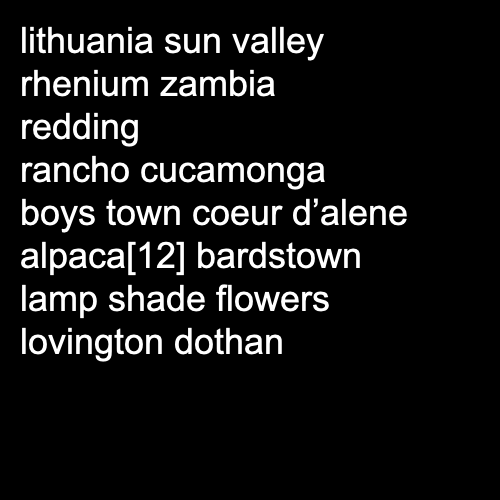 lithuania sun valley
rhenium zambia
redding
rancho cucamonga
boys town coeur d’alene
alpaca[12] bardstown
lamp shade flowers
lovington dothan